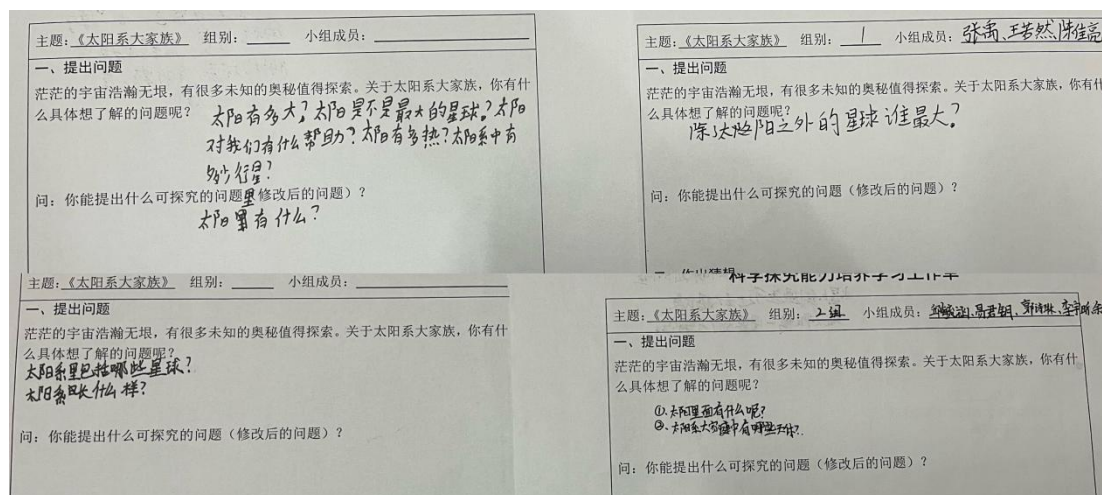 主题:《太阳系大家族》 组别: 小组成员:
一、提出问题
茫茫的宇宙浩瀚无垠,有很多未知的奥秘值得探索。关于太阳系大家族,你有什
么具体想了解的问题呢? 太阳有多大?太阳是不是最大的星球?太阳
对我们有什么帮助?太阳有多热?太阳系中有
多少行星?
问:你能提出什么可探究的问题(修改后的问题)?
太阳里有什么?
主题:《太阳系大家族》 组别: 1 小组成员: 张禹、王若然、陈佳亮
一、提出问题
茫茫的宇宙浩瀚无垠,有很多未知的奥秘值得探索。关于太阳系大家族,你有什
么具体想了解的问题呢?
除了太阳之外的星球谁最大?
问:你能提出什么可探究的问题(修改后的问题)?
主题:《太阳系大家族》 组别: 小组成员:
一、提出问题
茫茫的宇宙浩瀚无垠,有很多未知的奥秘值得探索。关于太阳系大家族,你有什
么具体想了解的问题呢?
太阳系里包括哪些星球?
太阳系长什么样?
问:你能提出什么可探究的问题(修改后的问题)?
科学探究能力培养学习工作单
主题:《太阳系大家族》 组别: 2组 小组成员:
一、提出问题
茫茫的宇宙浩瀚无垠,有很多未知的奥秘值得探索。关于太阳系大家族,你有什
么具体想了解的问题呢?
①.太阳里面有什么呢?
②.太阳系大家庭中有哪些天体?
问:你能提出什么可探究的问题(修改后的问题)?